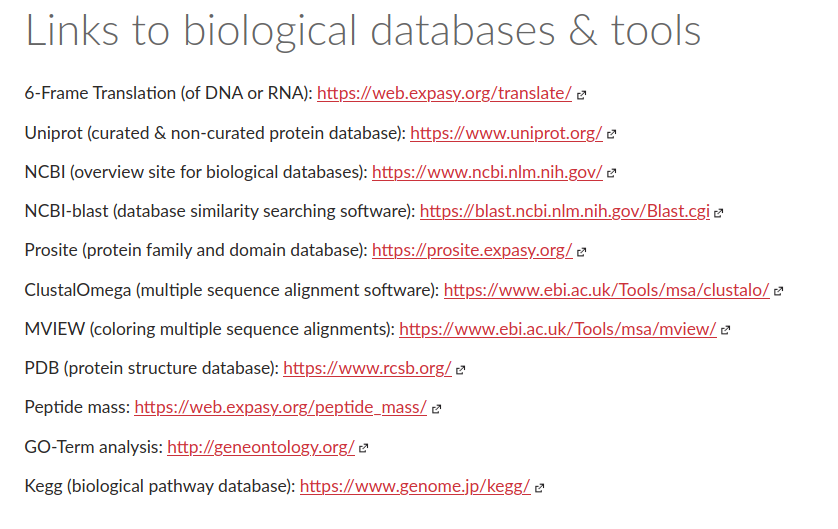 Links to biological databases & tools
6-Frame Translation (of DNA or RNA): https://web.expasy.org/translate/
Uniprot (curated & non-curated protein database): https://www.uniprot.org/
NCBI (overview site for biological databases): https://www.ncbi.nlm.nih.gov/
NCBI-blast (database similarity searching software): https://blast.ncbi.nlm.nih.gov/Blast.cgi
Prosite (protein family and domain database): https://prosite.expasy.org/
ClustalOmega (multiple sequence alignment software): https://www.ebi.ac.uk/Tools/msa/clustalo/
MVIEW (coloring multiple sequence alignments): https://www.ebi.ac.uk/Tools/msa/mview/
PDB (protein structure database): https://www.rcsb.org/
Peptide mass: https://web.expasy.org/peptide_mass/
GO-Term analysis: http://geneontology.org/
Kegg (biological pathway database): https://www.genome.jp/kegg/